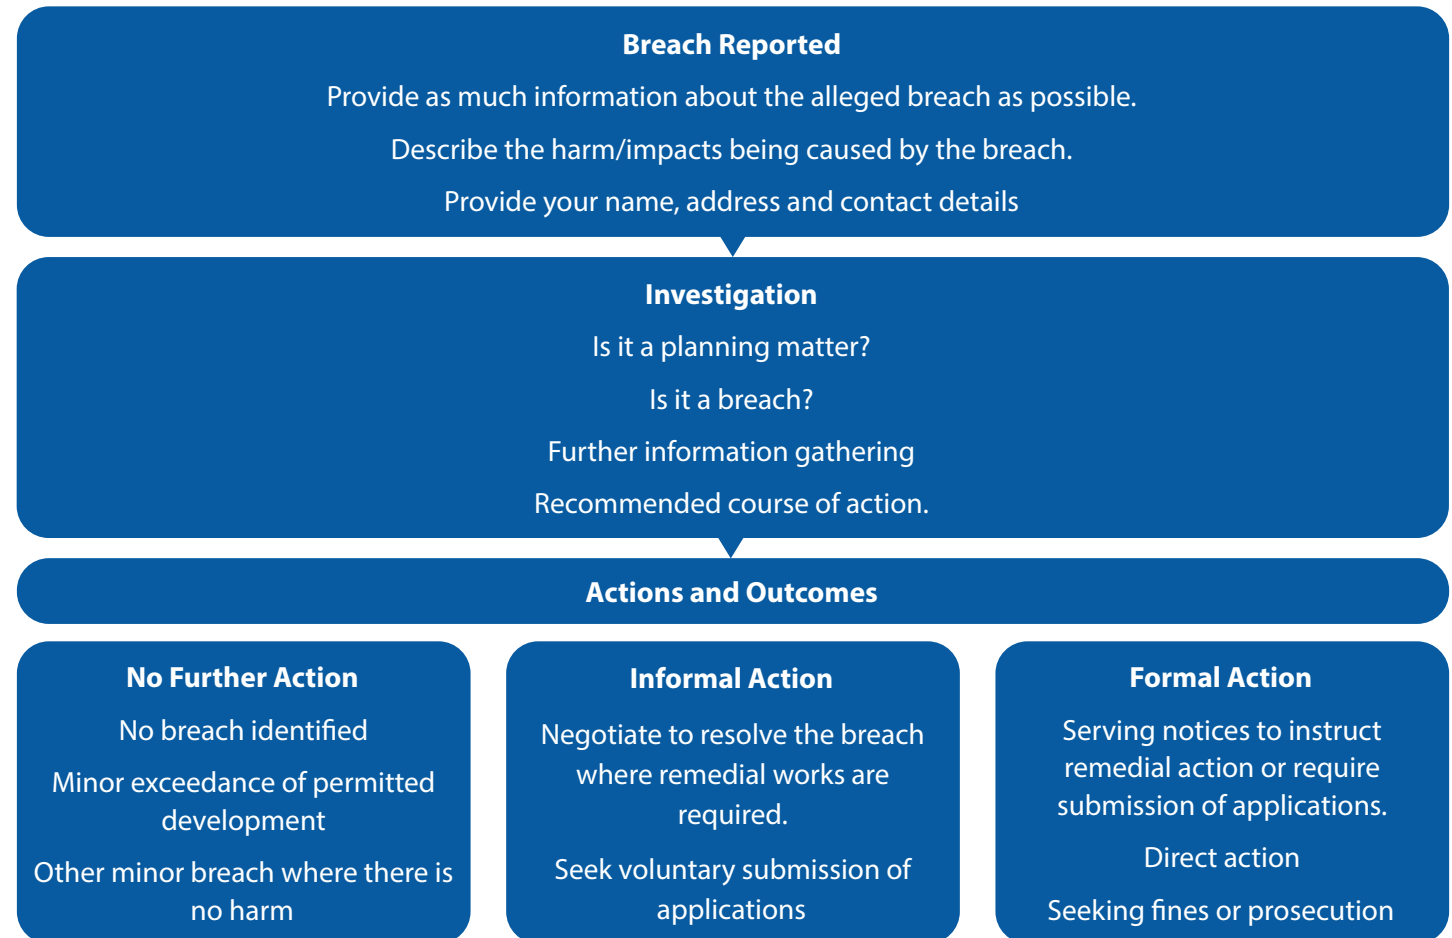 Breach Reported
Provide as much information about the alleged breach as possible.
Describe the harm/impacts being caused by the breach.
Provide your name, address and contact details
Investigation
Is it a planning matter?
Is it a breach?
Further information gathering
Recommended course of action.
Actions and Outcomes
No Further Action
No breach identified
Minor exceedance of permitted
development
Other minor breach where there is
no harm
Informal Action
Negotiate to resolve the breach
where remedial works are
required.
Seek voluntary submission of
applications
Formal Action
Serving notices to instruct
remedial action or require
submission of applications.
Direct action
Seeking fines or prosecution